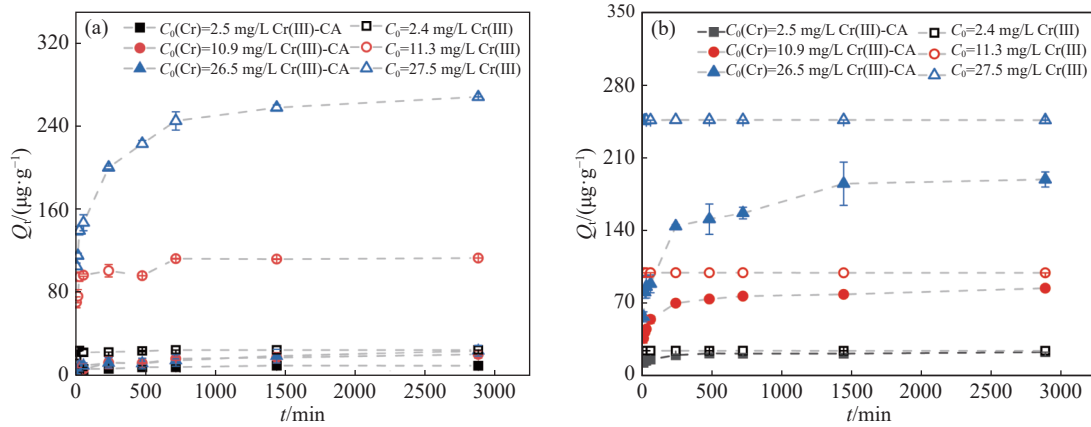 (a)
C₀(Cr)=2.5 mg/L Cr(III)-CA
C₀=2.4 mg/L Cr(III)
C₀(Cr)=10.9 mg/L Cr(III)-CA
C₀=11.3 mg/L Cr(III)
C₀(Cr)=26.5 mg/L Cr(III)-CA
C₀=27.5 mg/L Cr(III)
Qₜ/(μg·g⁻¹)
320
240
160
80
0
0 500 1000 1500 2000 2500 3000
t/min
(b)
C₀(Cr)=2.5 mg/L Cr(III)-CA
C₀=2.4 mg/L Cr(III)
C₀(Cr)=10.9 mg/L Cr(III)-CA
C₀=11.3 mg/L Cr(III)
C₀(Cr)=26.5 mg/L Cr(III)-CA
C₀=27.5 mg/L Cr(III)
Qₜ/(μg·g⁻¹)
350
280
210
140
70
0
0 500 1000 1500 2000 2500 3000
t/min